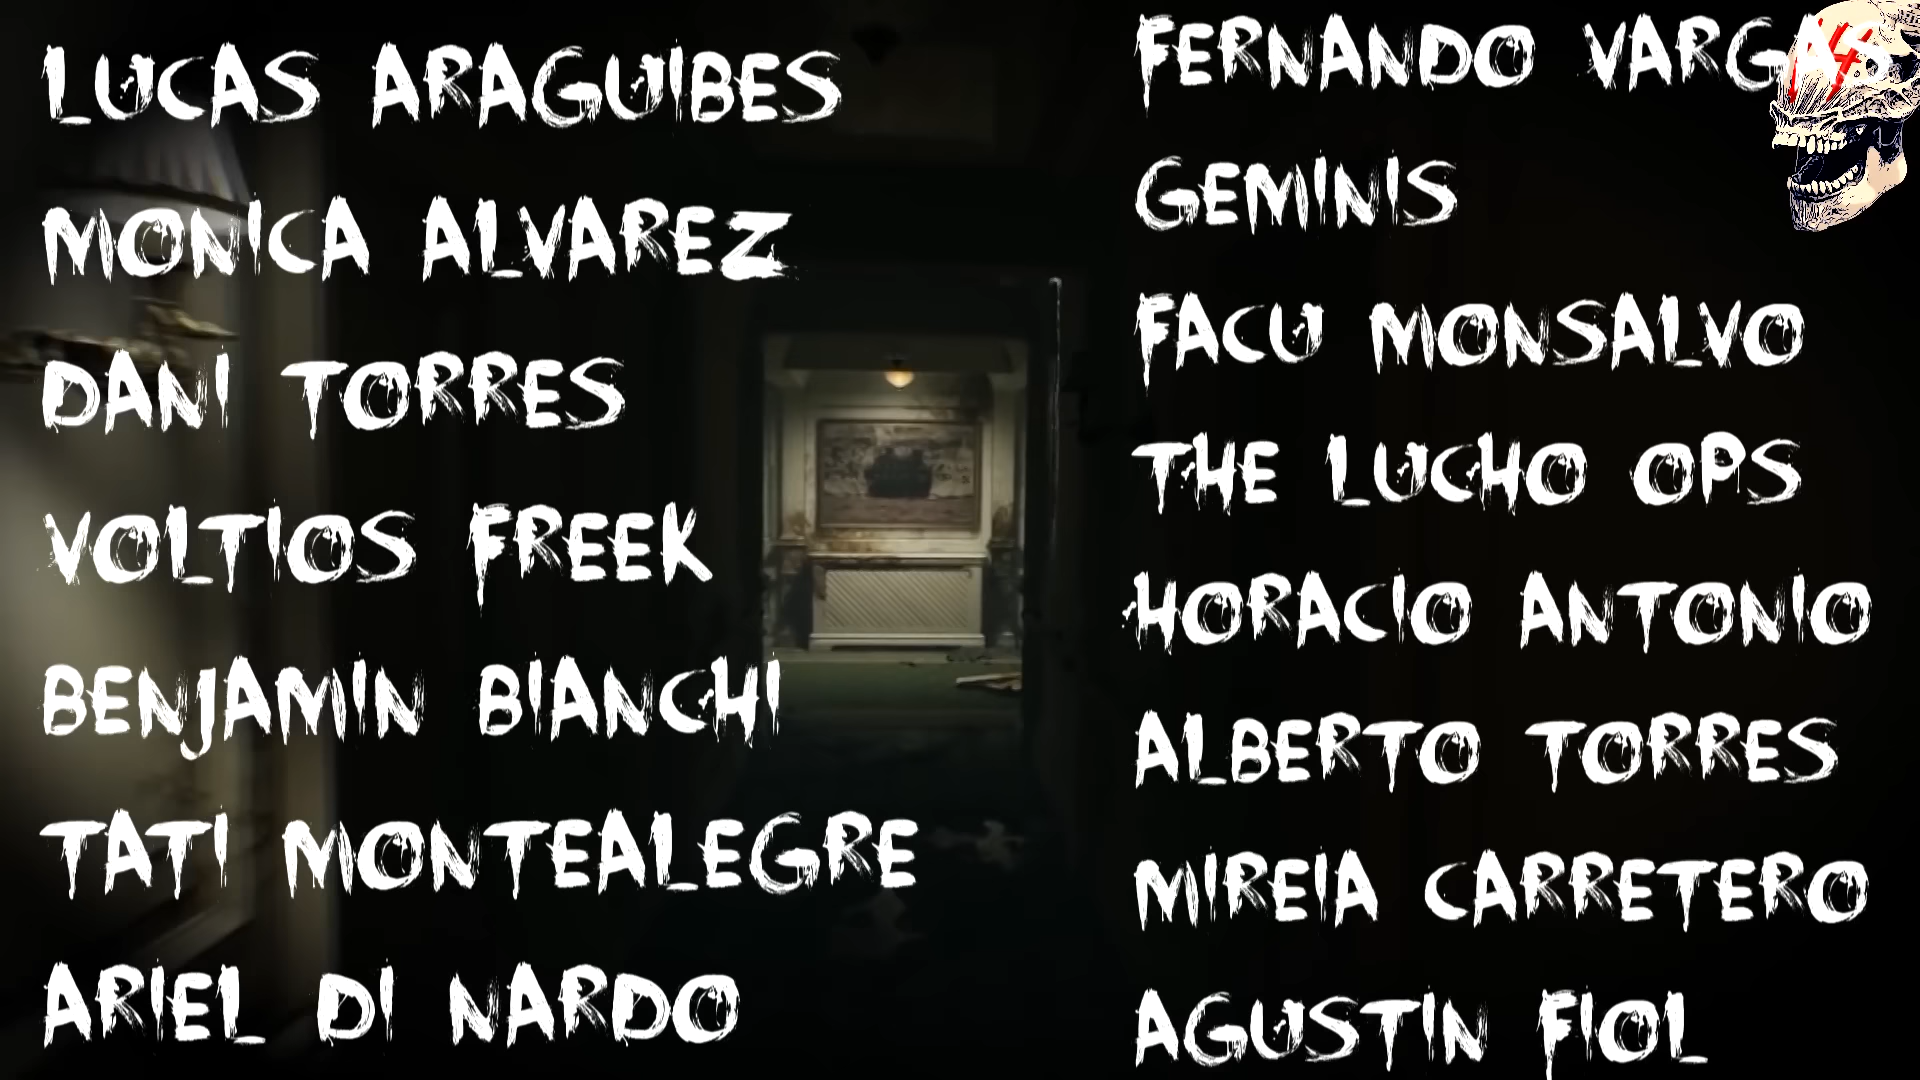 LUCAS ARAGUIBES
MONICA ALVAREZ
DANI TORRES
VOLTIOS FREEK
BENJAMIN BIANCHI
TATI MONTEALEGRE
ARIEL DI NARDO
FERNANDO VARGAS
GEMINIS
FACU MONSALVO
THE LUCHO OPS
HORACIO ANTONIO
ALBERTO TORRES
MIREIA CARRETERO
AGUSTIN FIOL